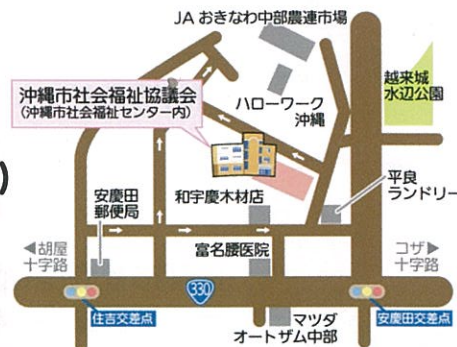 JAおきなわ中部農連市場
沖縄市社会福祉協議会
(沖縄市社会福祉センター内)
ハローワーク
沖縄
越来城
水辺公園
)
安慶田
郵便局
和宇慶木材店
平良
ランドリー
◀胡屋
十字路
富名腰医院
コザ▶
十字路
330
住吉交差点
マツダ
オートザム中部
安慶田交差点